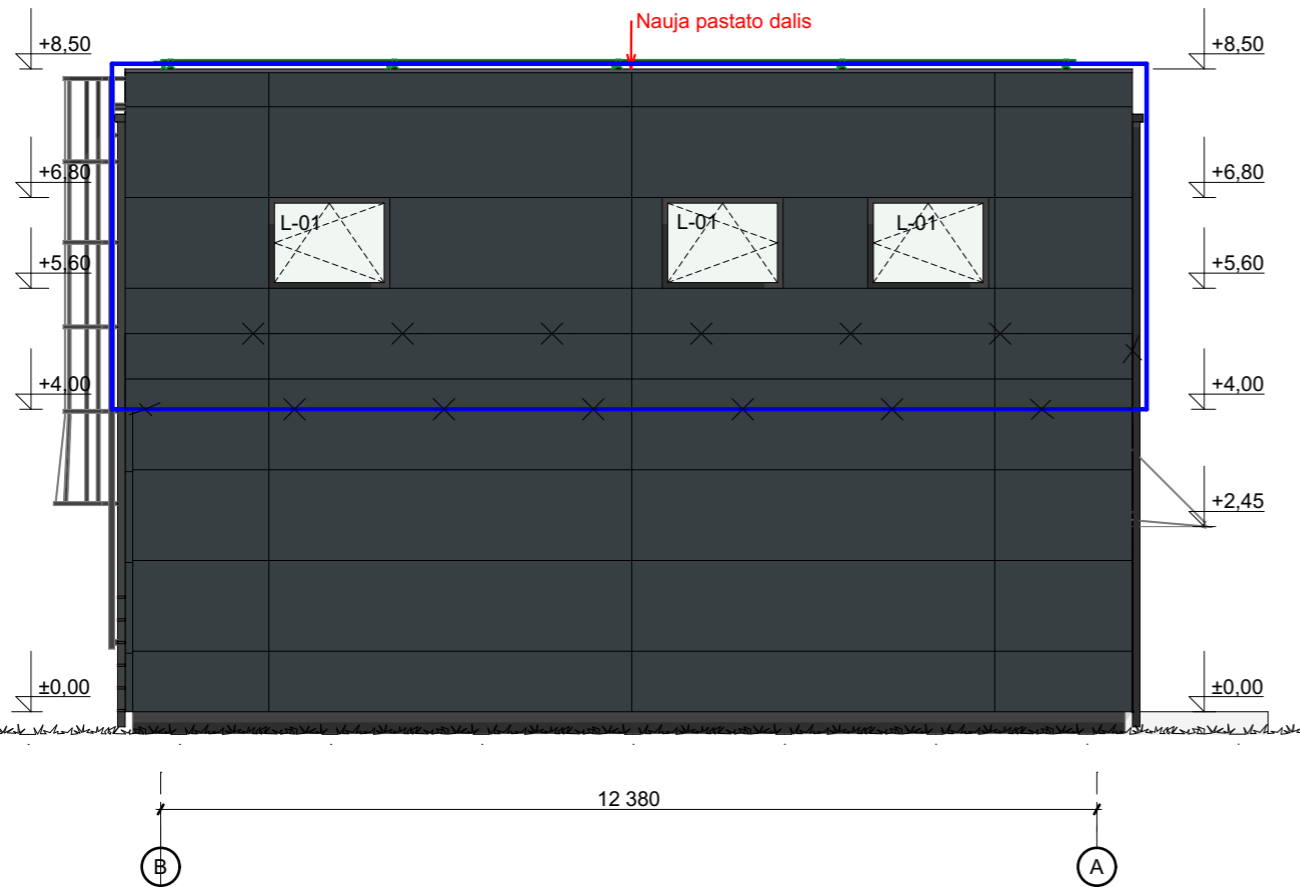 Nauja pastato dalis
+8,50 +8,50
+6,80 +6,80
L-01 L-01 L-01
+5,60 +5,60
+4,00 +4,00
+2,45
±0,00 ±0,00
12 380
B A